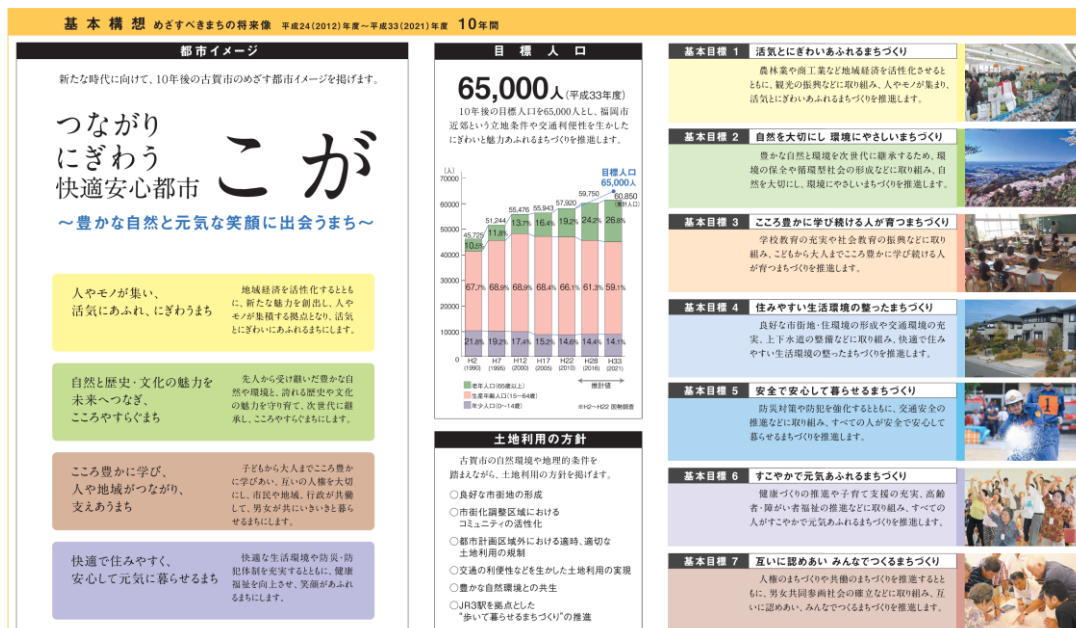 基本構想 めざすべきまちの将来像 平成24(2012)年度〜平成33(2021)年度 10年間
都市イメージ
新たな時代に向けて、10年後の古賀市のめざす都市イメージを掲げます。
つながり
にぎわう
快適安心都市
こが
〜豊かな自然と元気な笑顔に出会うまち〜
人やモノが集い、
活気にあふれ、にぎわうまち
地域経済を活性化するととも
に、新たな魅力を創出し、人や
モノが集積する拠点となり、活気
とにぎわいにあふれるまちにします。
自然と歴史・文化の魅力を
未来へつなぎ、
こころやすらぐまち
先人から受け継いだ豊かな自
然や環境と、誇れる歴史や文化
の魅力を守り育て、次世代に継
承し、こころやすらぐまちにします。
こころ豊かに学び、
人や地域がつながり、
支えあうまち
子どもから大人までこころ豊か
に学びあい、互いの人権を大切
にし、市民や地域、行政が共働
して、男女が共にいきいきと暮ら
せるまちにします。
快適で住みやすく、
安心して元気に暮らせるまち
快適な生活環境や防災・防
犯体制を充実するとともに、健康
福祉を向上させ、笑顔があふれ
るまちにします。
目標人口
65,000人(平成33年度)
10年後の目標人口を65,000人とし、福岡市
近郊という立地条件や交通利便性を生かした
にぎわいと魅力あふれるまちづくりを推進します。
(人)
目標人口
65,000人
70000
60000
50000
40000
30000
20000
10000
0
45,725
51,244
55,476
55,943
57,920
59,750
60,850
(推計人口)
10.5%
11.8%
13.7%
16.4%
19.2%
24.2%
26.8%
67.7%
68.9%
68.9%
68.4%
66.1%
61.3%
59.1%
21.8%
19.2%
17.4%
15.2%
14.6%
14.4%
14.1%
H2
(1990)
H7
(1995)
H12
(2000)
H17
(2005)
H22
(2010)
H28
(2016)
H33
(2021)
推計値
老年人口(65歳以上)
生産年齢人口(15〜64歳)
年少人口(0〜14歳)
※H2〜H22 国勢調査
土地利用の方針
古賀市の自然環境や地理的条件を
踏まえながら、土地利用の方針を掲げます。
○良好な市街地の形成
○市街化調整区域における
コミュニティの活性化
○都市計画区域外における適時、適切な
土地利用の規制
○交通の利便性などを生かした土地利用の実現
○豊かな自然環境との共生
○JR3駅を拠点とした
“歩いて暮らせるまちづくり”の推進
基本目標 1 活気とにぎわいあふれるまちづくり
農林業や商工業など地域経済を活性化させると
ともに、観光の振興などに取り組み、人やモノが集まり、
活気とにぎわいあふれるまちづくりを推進します。
基本目標 2 自然を大切にし 環境にやさしいまちづくり
豊かな自然と環境を次世代に継承するため、環
境の保全や循環型社会の形成などに取り組み、自
然を大切にし、環境にやさしいまちづくりを推進します。
基本目標 3 こころ豊かに学び続ける人が育つまちづくり
学校教育の充実や社会教育の振興などに取り
組み、こどもから大人までこころ豊かに学び続ける人
が育つまちづくりを推進します。
基本目標 4 住みやすい生活環境の整ったまちづくり
良好な市街地・住環境の形成や交通環境の充
実、上下水道の整備などに取り組み、快適で住み
やすい生活環境の整ったまちづくりを推進します。
基本目標 5 安全で安心して暮らせるまちづくり
防災対策や防犯を強化するとともに、交通安全の
推進などに取り組み、すべての人が安全で安心して
暮らせるまちづくりを推進します。
1
基本目標 6 すこやかで元気あふれるまちづくり
健康づくりの推進や子育て支援の充実、高齢
者・障がい者福祉の推進などに取り組み、すべての
人がすこやかで元気あふれるまちづくりを推進します。
基本目標 7 互いに認めあい みんなでつくるまちづくり
人権のまちづくりや共働のまちづくりを推進するとと
もに、男女共同参画社会の確立などに取り組み、互
いに認めあい、みんなでつくるまちづくりを推進します。